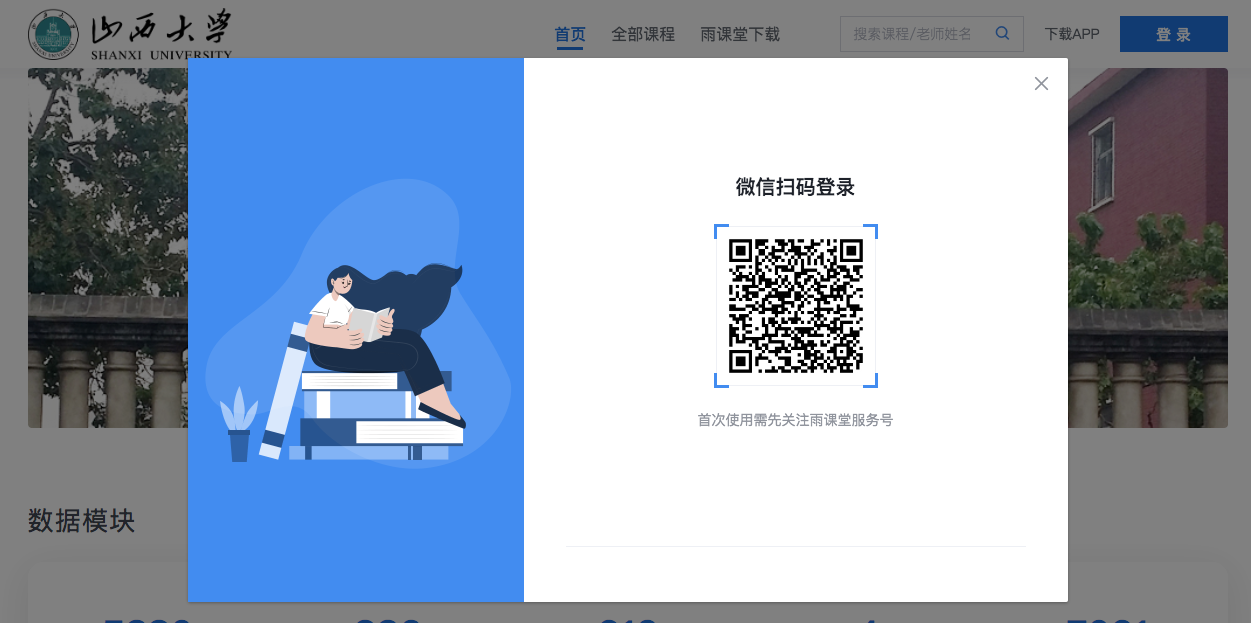 山西大学
SHANXI UNIVERSITY
首页 全部课程 雨课堂下载 搜索课程/老师姓名 下载APP 登录
微信扫码登录
首次使用需先关注雨课堂服务号
数据模块